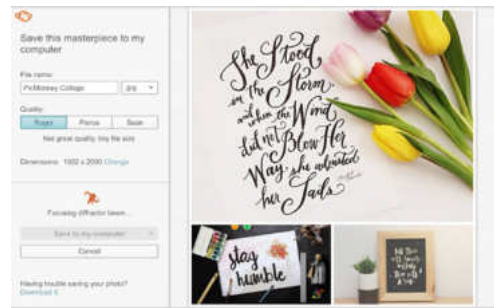 Save this masterpiece to my
computer
File name:
PicMonkey Collage
jpg
Quality:
Roger
Pierce
Sean
Not great quality, tiny file size
Dimensions: 1602 x 2000 Change
Focusing diffractor beam...
Save to my computer
Cancel
Having trouble saving your photo?
Download it
She Stood
in the Storm
and when the Wind
did not Blow Her
Way, she adjusted
her Sails
stay
humble